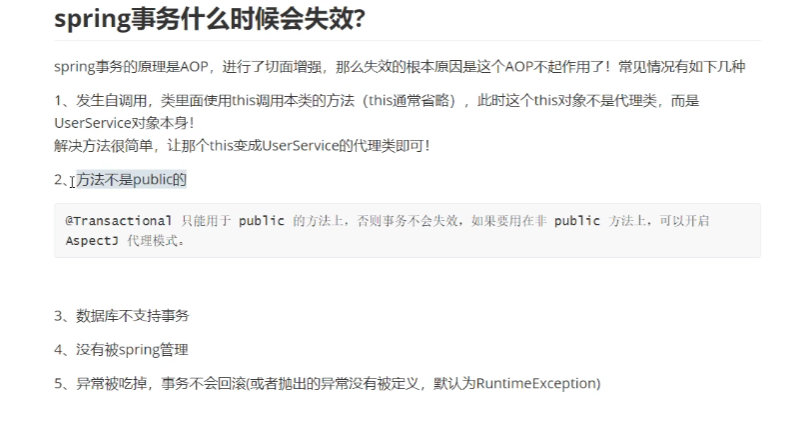 spring事务什么时候会失效?
spring事务的原理是AOP，进行了切面增强，那么失效的根本原因是这个AOP不起作用了！常见情况有如下几种
1、发生自调用，类里面使用this调用本类的方法（this通常省略），此时这个this对象不是代理类，而是
UserService对象本身！
解决方法很简单，让那个this变成UserService的代理类即可！
2、方法不是public的
@Transactional 只能用于 public 的方法上，否则事务不会失效，如果要用在非 public 方法上，可以开启
AspectJ 代理模式。
3、数据库不支持事务
4、没有被spring管理
5、异常被吃掉，事务不会回滚(或者抛出的异常没有被定义，默认为RuntimeException)